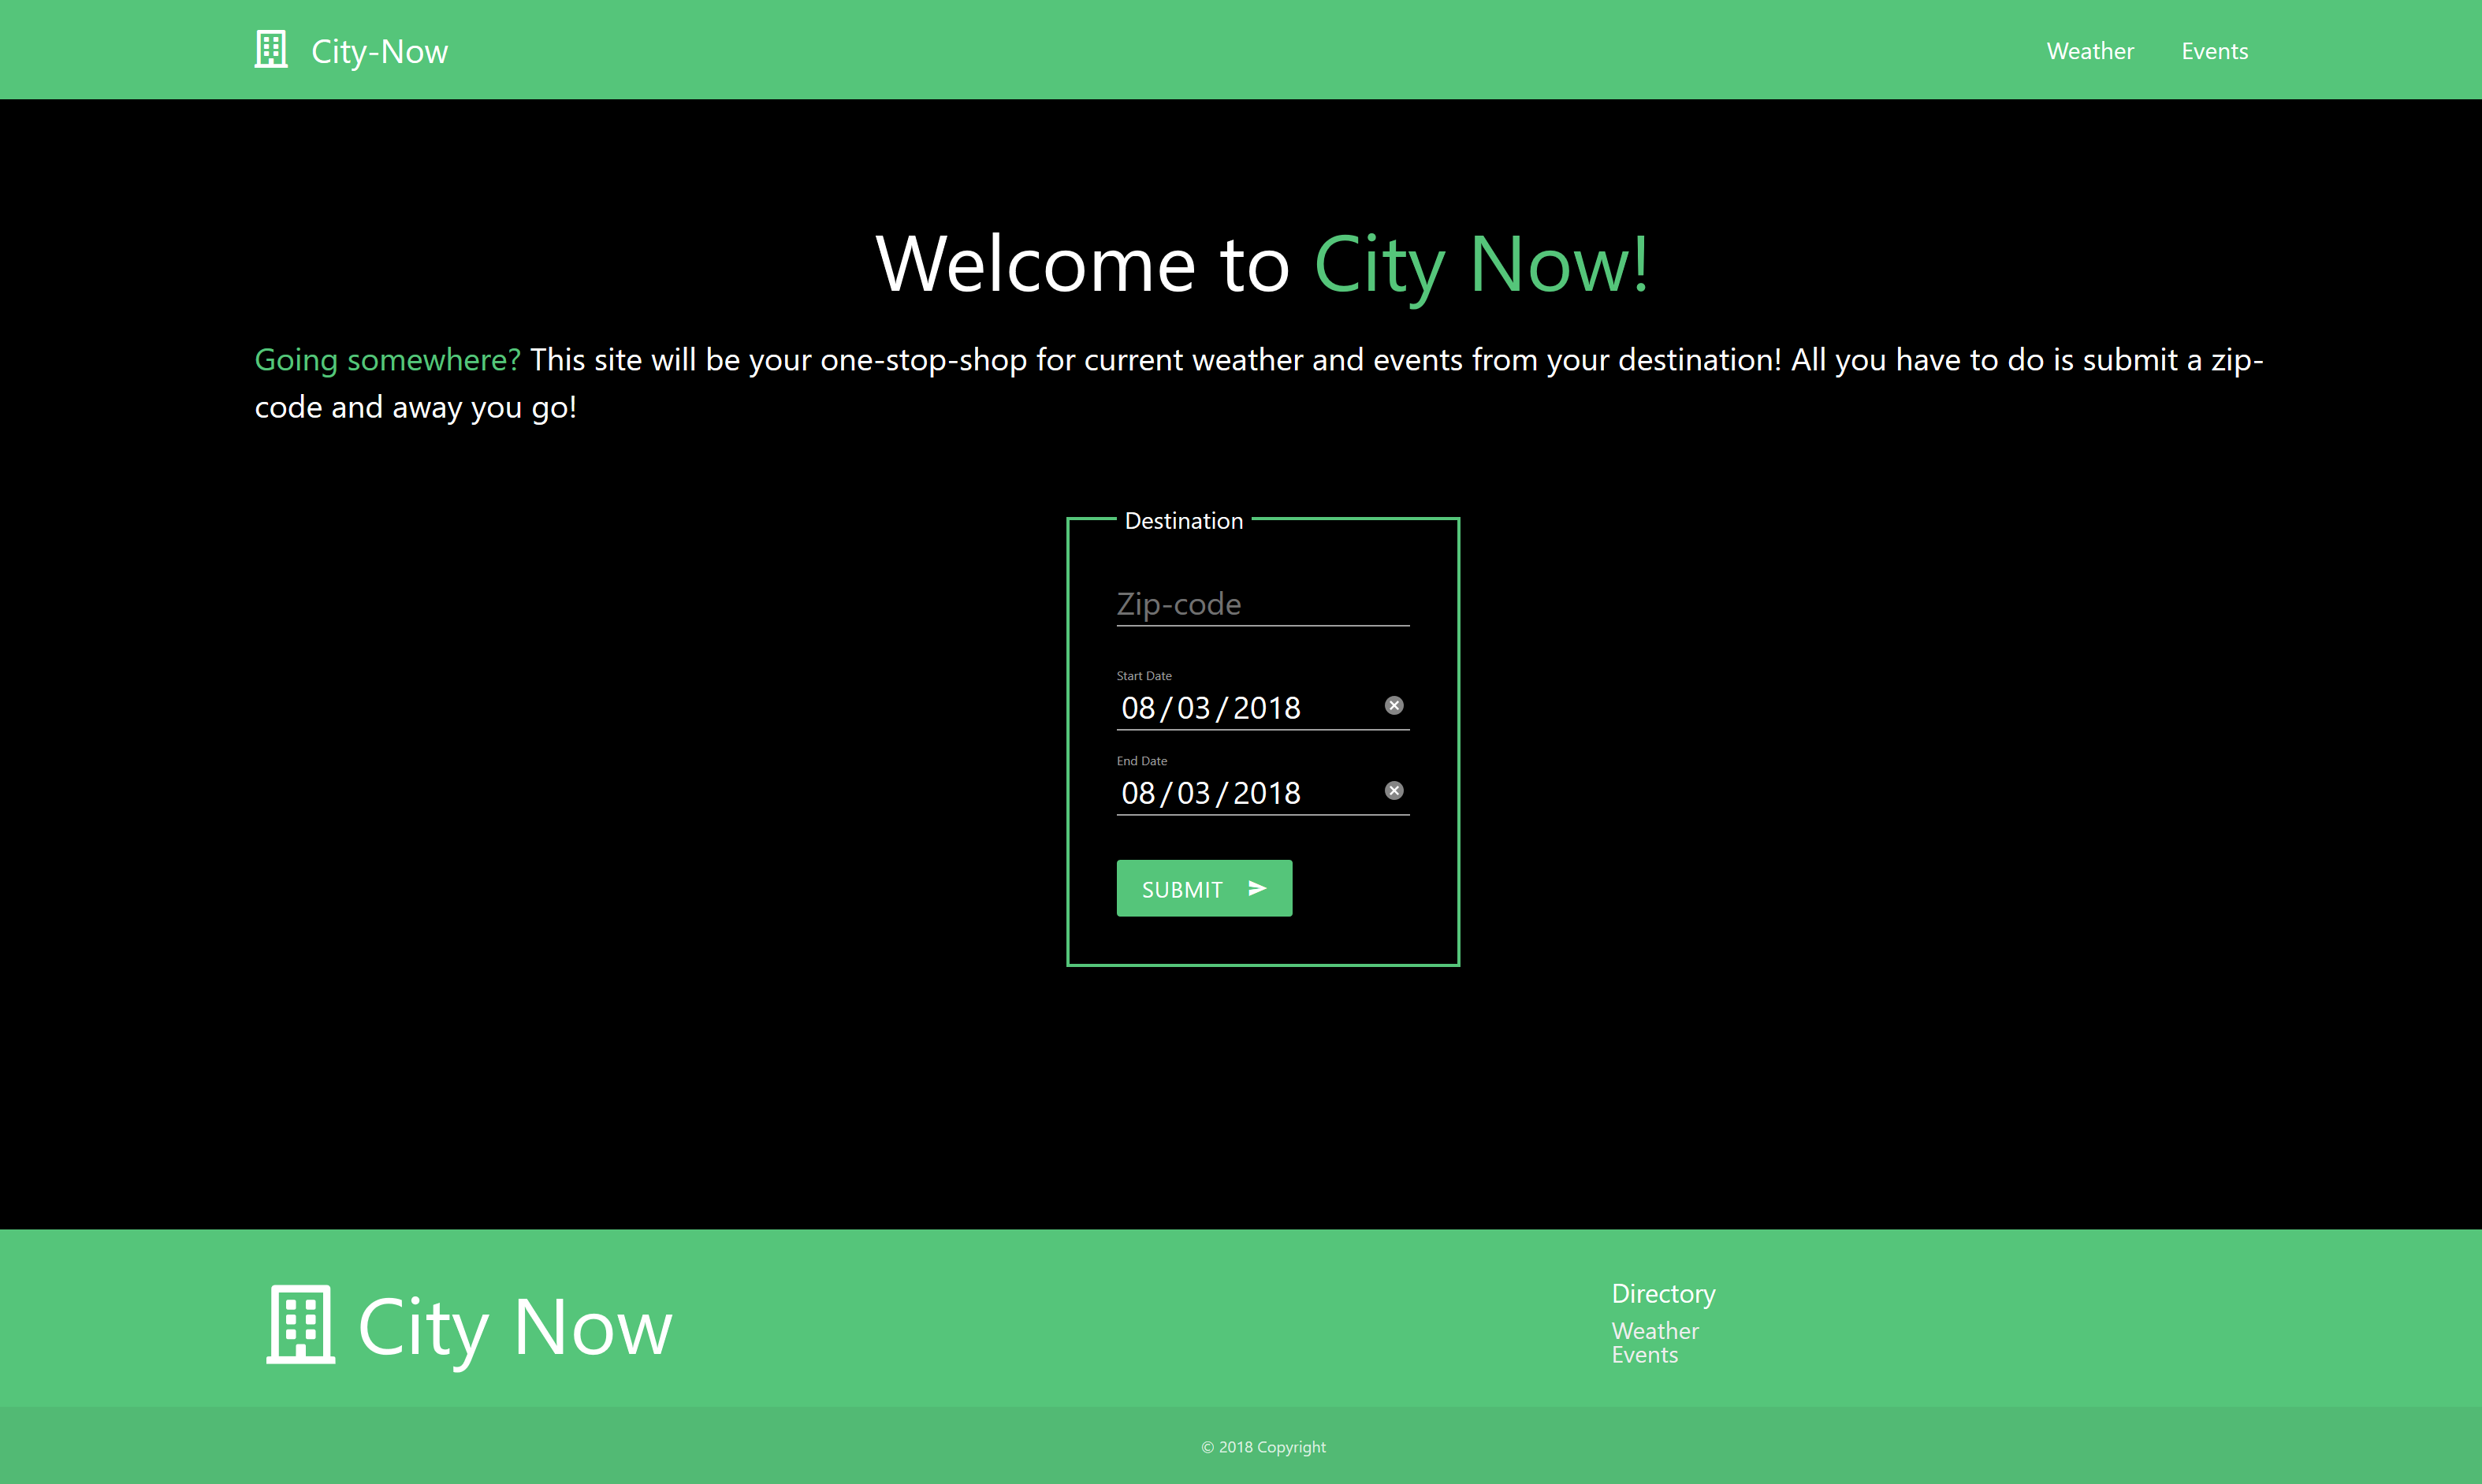 City-Now
Weather
Events
Welcome to City Now!
Going somewhere? This site will be your one-stop-shop for current weather and events from your destination! All you have to do is submit a zip-
code and away you go!
Destination
Zip-code
Start Date
08/03/2018
End Date
08/03/2018
SUBMIT
City Now
Directory
Weather
Events
© 2018 Copyright